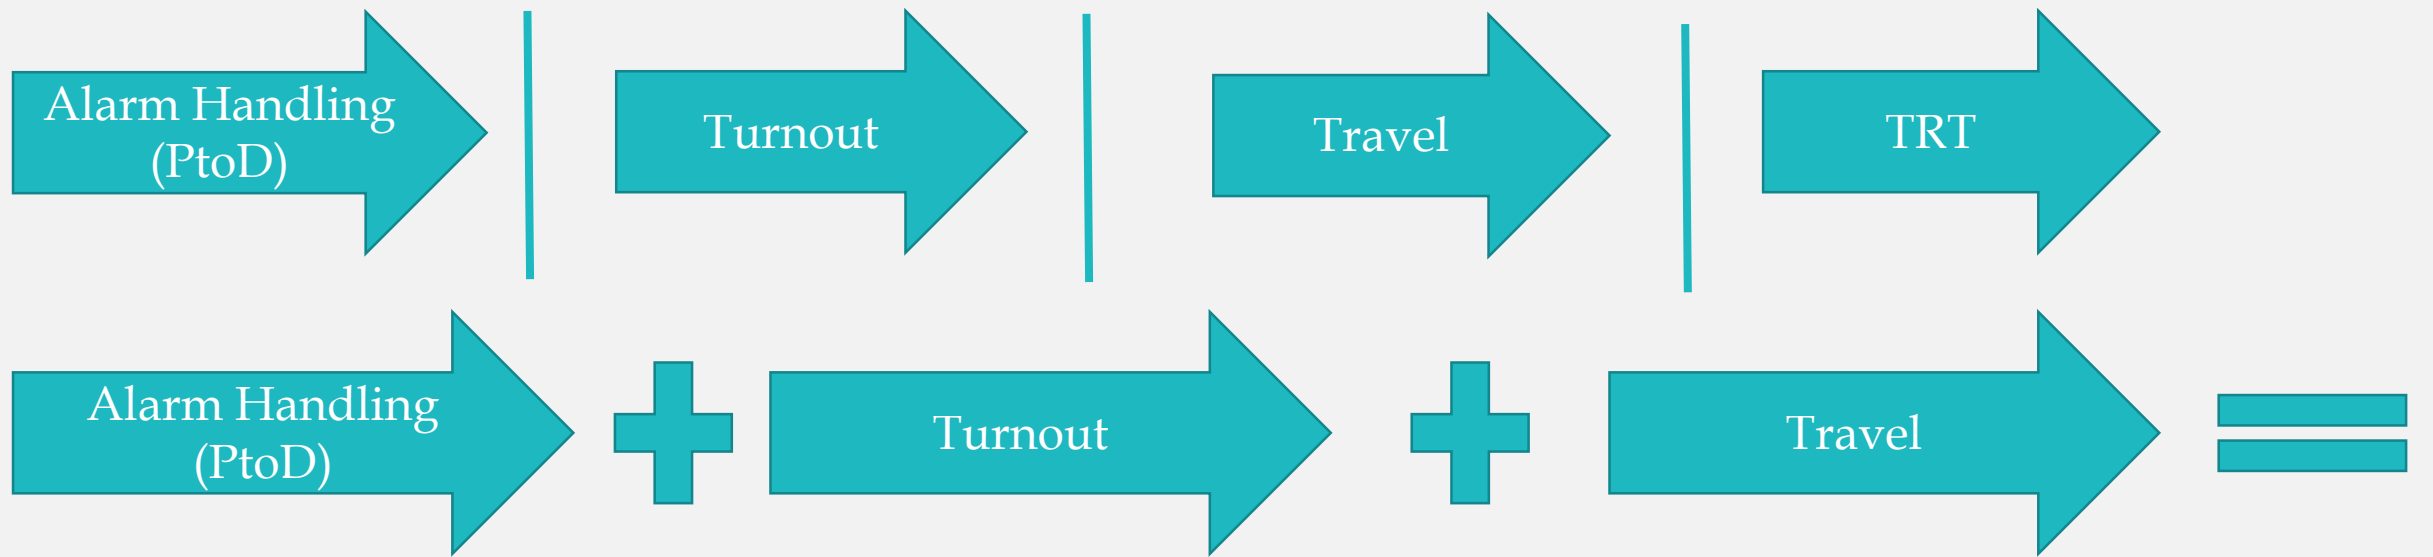 Alarm Handling
(PtoD)
Turnout
Travel
TRT
Alarm Handling
(PtoD)
Turnout
Travel